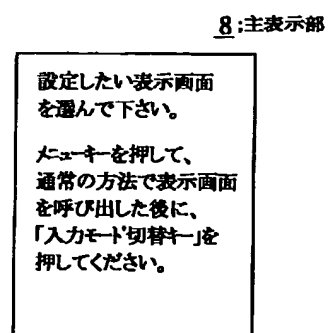 8;主表示部
設定したい表示画面
を選んで下さい。
メニューキーを押して、
通常の方法で表示画面
を呼び出した後に、
「入力モード切替キー」を
押してください。